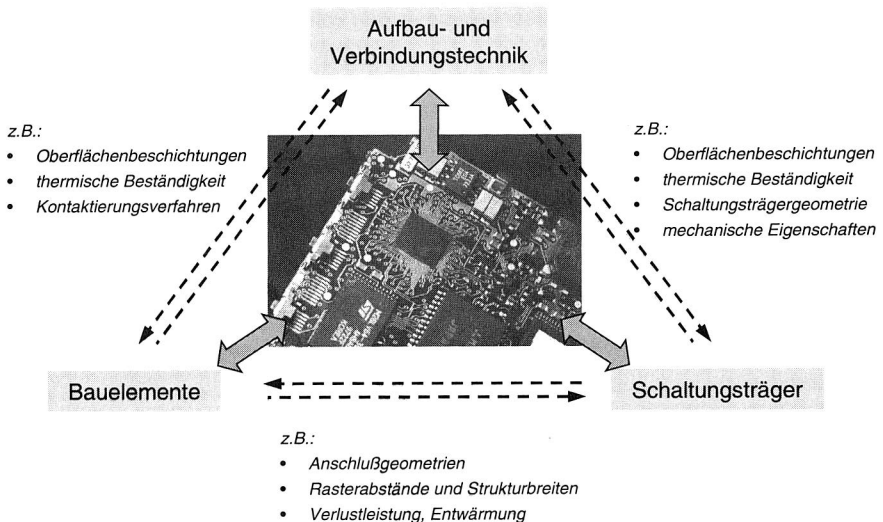 Aufbau- und
Verbindungstechnik
z.B.:
• Oberflächenbeschichtungen
• thermische Beständigkeit
• Kontaktierungsverfahren
z.B.:
• Oberflächenbeschichtungen
• thermische Beständigkeit
• Schaltungsträgergeometrie
• mechanische Eigenschaften
Bauelemente
Schaltungsträger
z.B.:
• Anschlußgeometrien
• Rasterabstände und Strukturbreiten
• Verlustleistung, Entwärmung